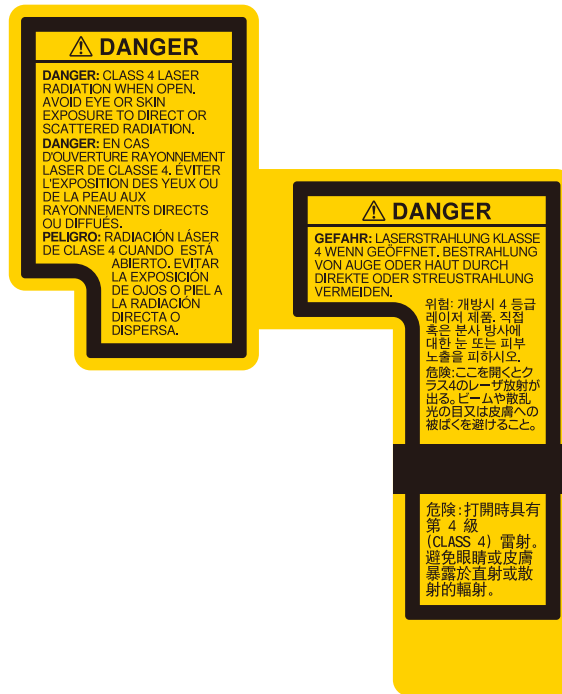 ⚠ DANGER
DANGER: CLASS 4 LASER
RADIATION WHEN OPEN.
AVOID EYE OR SKIN
EXPOSURE TO DIRECT OR
SCATTERED RADIATION.
DANGER: EN CAS
D'OUVERTURE RAYONNEMENT
LASER DE CLASSE 4. ÉVITER
L'EXPOSITION DES YEUX OU
DE LA PEAU AUX
RAYONNEMENTS DIRECTS
OU DIFFUÉS.
PELIGRO: RADIACIÓN LÁSER
DE CLASE 4 CUANDO ESTÁ
ABIERTO. EVITAR
LA EXPOSICIÓN
DE OJOS O PIEL A
LA RADIACIÓN
DIRECTA O
DISPERSA.
⚠ DANGER
GEFAHR: LASERSTRAHLUNG KLASSE
4 WENN GEÖFFNET. BESTRAHLUNG
VON AUGE ODER HAUT DURCH
DIREKTE ODER STREUSTRAHLUNG
VERMEIDEN.
위험: 개방시 4 등급
레이저 제품. 직접
혹은 분사 방사에
대한 눈 또는 피부
노출을 피하시오.
危険:ここを開くとク
ラス4のレーザ放射が
出る。ビームや散乱
光の目又は皮膚への
被ばくを避けること。
危険:打開時具有
第 4 級
(CLASS 4) 雷射。
避免眼睛或皮膚
暴露於直射或散
射的輻射。